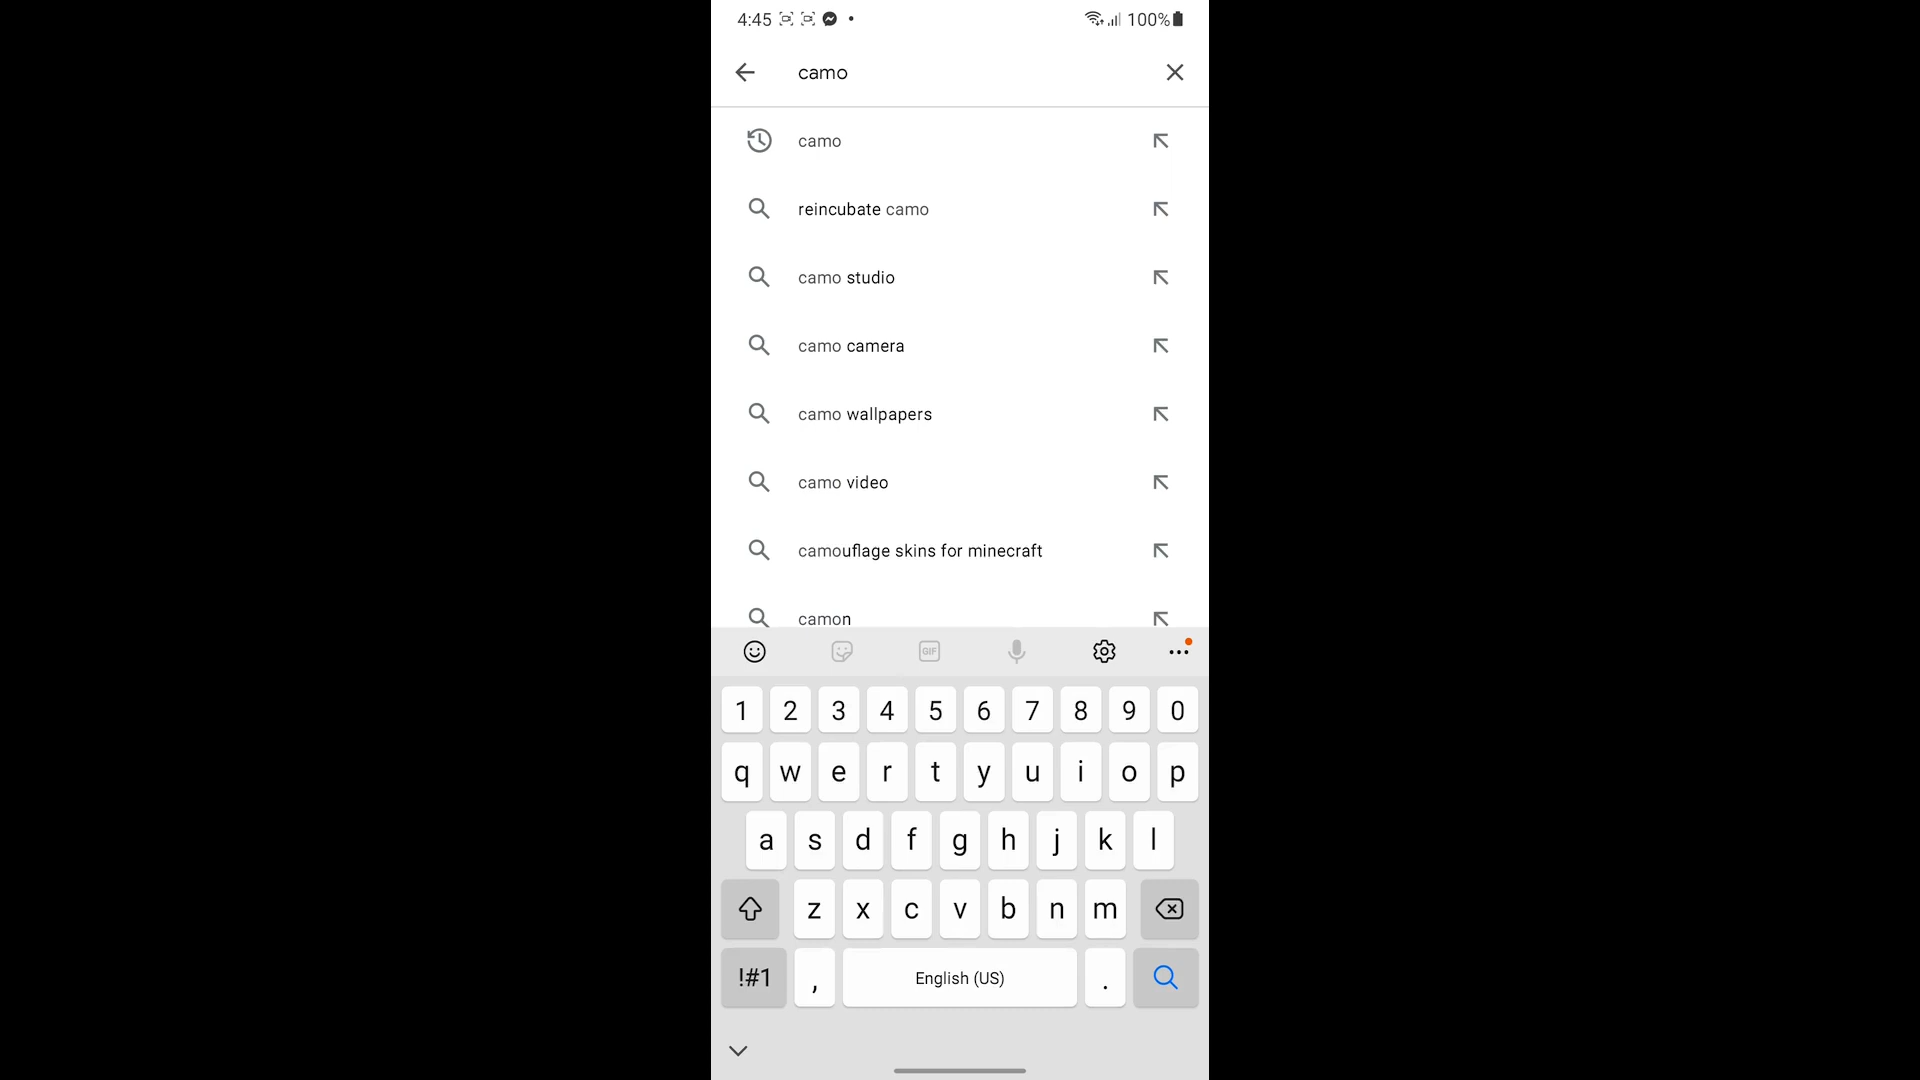 4:45 100%
camo
camo
reincubate camo
camo studio
camo camera
camo wallpapers
camo video
camouflage skins for minecraft
camon
GIF
1 2 3 4 5 6 7 8 9 0
q w e r t y u i o p
a s d f g h j k l
z x c v b n m
!#1 , English (US) .